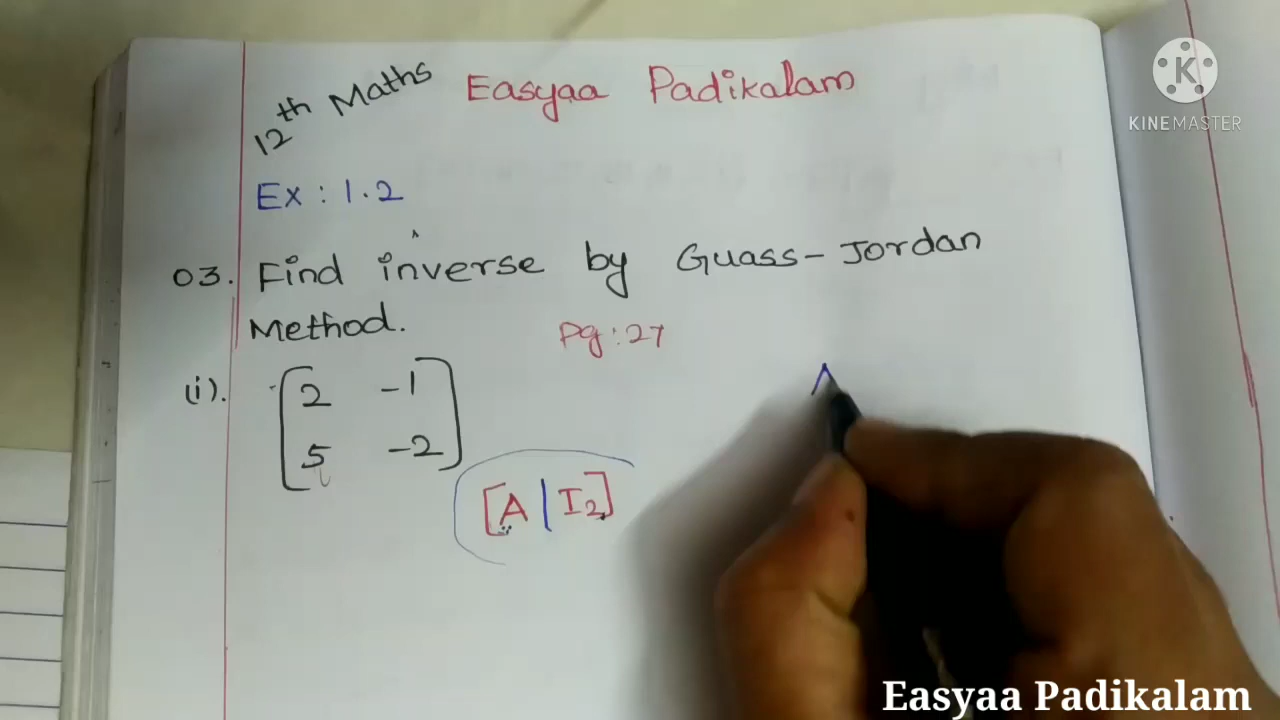 12th Maths Easyaa Padikalam
KINEMASTER
Ex : 1.2
03. Find inverse by Guass-Jordan
Method.
Pg: 27
(i). [2 -1
5 -2]
[A | I2]
A
Easyaa Padikalam